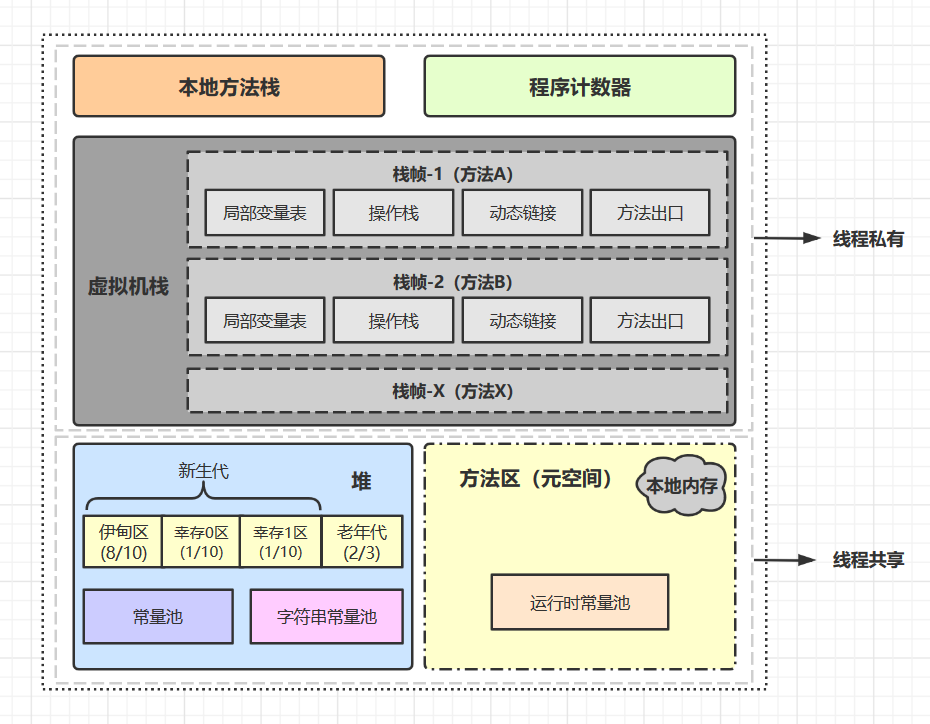 本地方法栈
程序计数器
虚拟机栈
栈帧-1（方法A）
局部变量表
操作栈
动态链接
方法出口
栈帧-2（方法B）
局部变量表
操作栈
动态链接
方法出口
栈帧-X（方法X）
线程私有
新生代
堆
伊甸区
(8/10)
幸存0区
(1/10)
幸存1区
(1/10)
老年代
(2/3)
常量池
字符串常量池
方法区（元空间）
本地内存
运行时常量池
线程共享